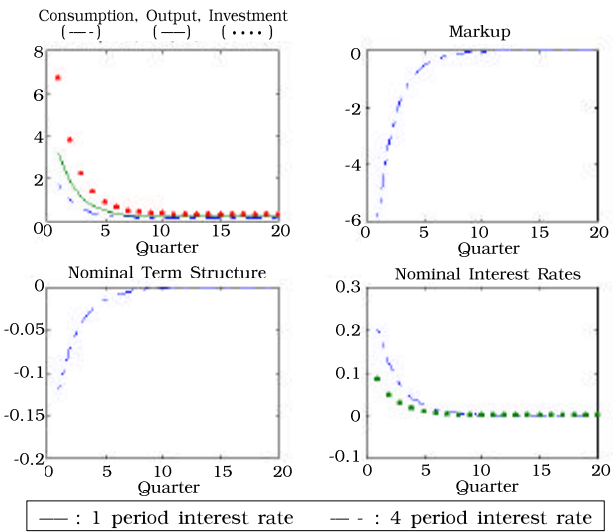 Consumption, Output, Investment
(—–-) (——) (••••)
8
6
4
2
0
0 5 10 15 20
Quarter
Markup
0
-2
-4
-6
0 5 10 15 20
Quarter
Nominal Term Structure
0
-0.05
-0.1
-0.15
-0.2
0 5 10 15 20
Quarter
Nominal Interest Rates
0.3
0.2
0.1
0
-0.1
0 5 10 15 20
Quarter
—— : 1 period interest rate —– - : 4 period interest rate